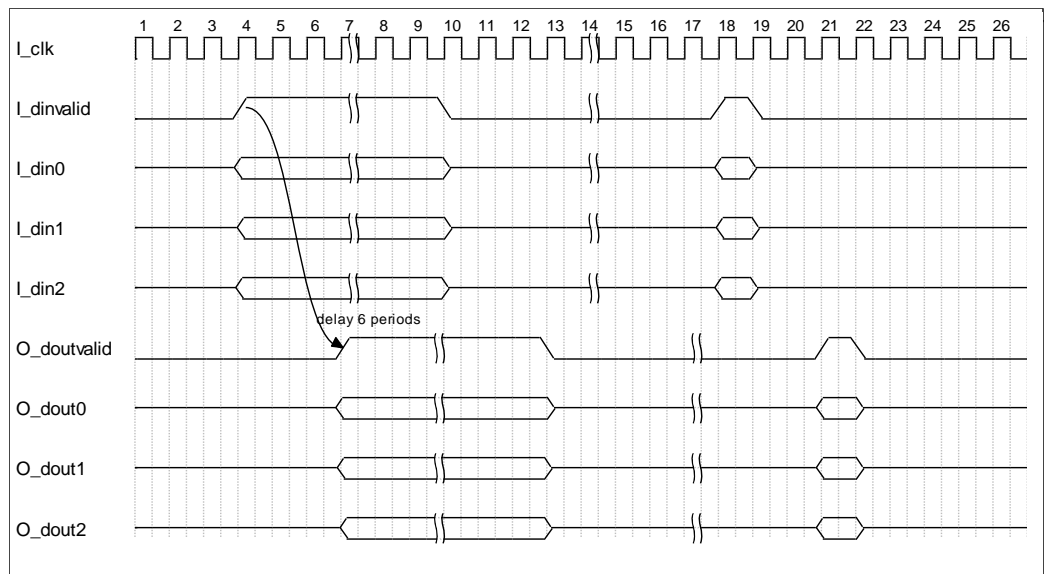 1 2 3 4 5 6 7 8 9 10 11 12 13 14 15 16 17 18 19 20 21 22 23 24 25 26
I_clk
I_dinvalid
I_din0
I_din1
I_din2
delay 6 periods
O_doutvalid
O_dout0
O_dout1
O_dout2